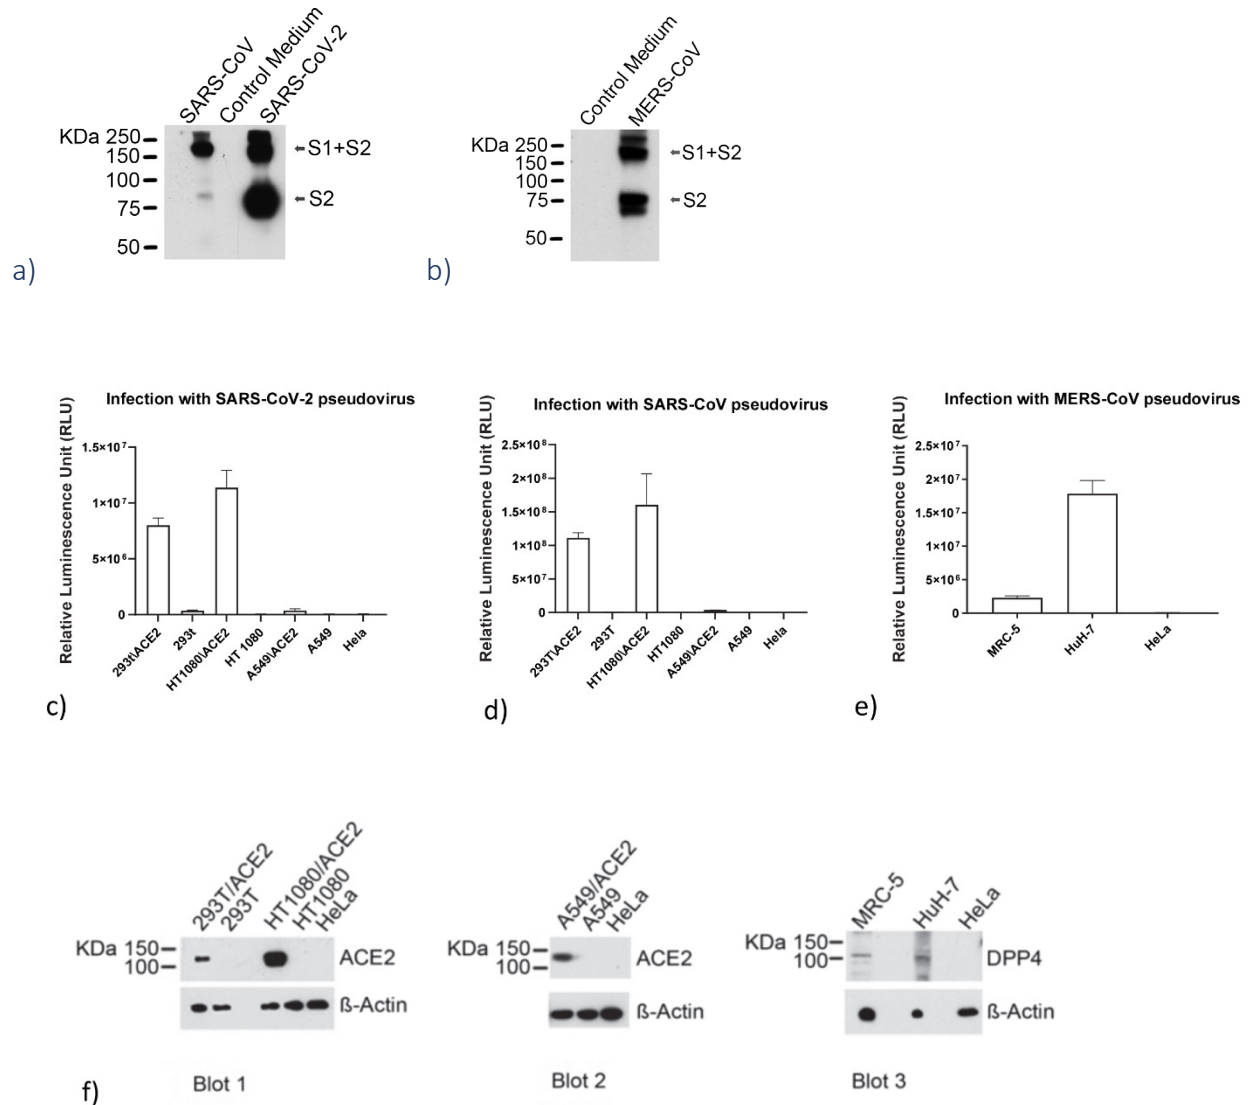 SARS-CoV
Control Medium
SARS-CoV-2
KDa 250
150
100
75
50
S1+S2
S2
a)
Control Medium
MERS-CoV
KDa 250
150
100
75
50
S1+S2
S2
b)
Infection with SARS-CoV-2 pseudovirus
Relative Luminescence Unit (RLU)
1.5×10⁷
1×10⁷
5×10⁶
0
293t\ACE2
293t
HT1080\ACE2
HT 1080
A549\ACE2
A549
Hela
c)
Infection with SARS-CoV pseudovirus
Relative Luminescence Unit (RLU)
2.5×10⁸
2×10⁸
1.5×10⁸
1×10⁸
5×10⁷
0
293T\ACE2
293T
HT1080\ACE2
HT1080
A549\ACE2
A549
Hela
d)
Infection with MERS-CoV pseudovirus
Relative Luminescence Unit (RLU)
2.5×10⁷
2×10⁷
1.5×10⁷
1×10⁷
5×10⁶
0
MRC-5
HuH-7
HeLa
e)
293T/ACE2
293T
HT1080/ACE2
HT1080
HeLa
KDa 150
100
ACE2
ß-Actin
Blot 1
A549/ACE2
A549
HeLa
KDa 150
100
ACE2
ß-Actin
Blot 2
MRC-5
HuH-7
HeLa
KDa 150
100
DPP4
ß-Actin
Blot 3
f)